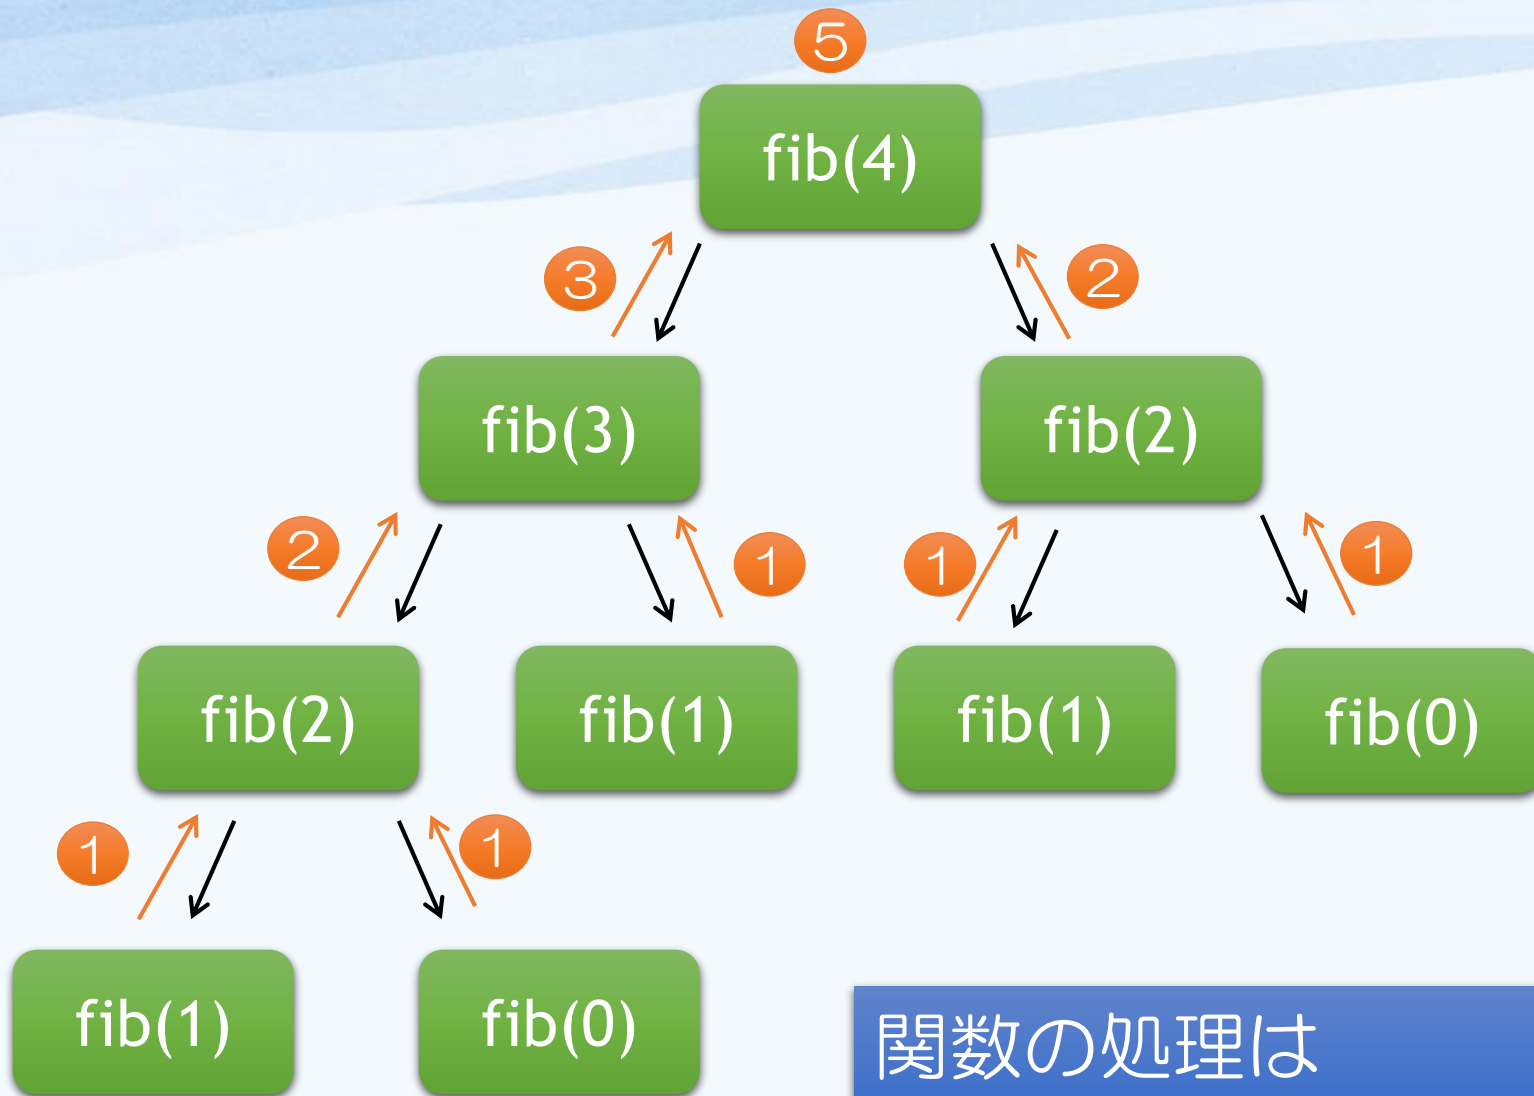 5
fib(4)
3
2
fib(3)
fib(2)
2
1
1
1
fib(2)
fib(1)
fib(1)
fib(0)
1
1
fib(1)
fib(0)
関数の処理は